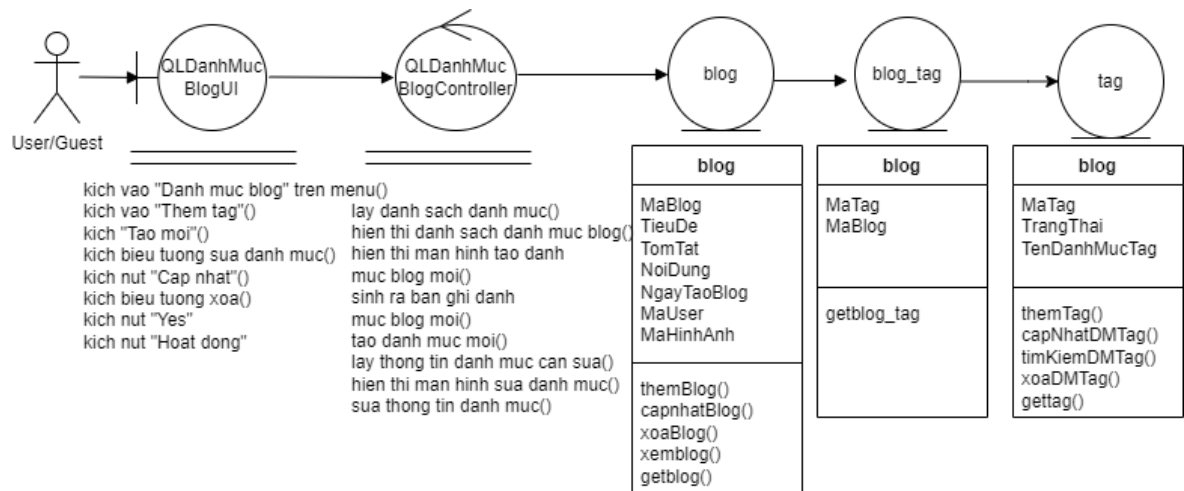 User/Guest
QLDanhMuc
BlogUI
QLDanhMuc
BlogController
blog
blog_tag
tag
kich vao "Danh muc blog" tren menu()
kich vao "Them tag"()
kich "Tao moi"()
kich bieu tuong sua danh muc()
kich nut "Cap nhat"()
kich bieu tuong xoa()
kich nut "Yes"
kich nut "Hoat dong"
lay danh sach danh muc()
hien thi danh sach danh muc blog()
hien thi man hinh tao danh
muc blog moi()
sinh ra ban ghi danh
muc blog moi()
tao danh muc moi()
lay thong tin danh muc can sua()
hien thi man hinh sua danh muc()
sua thong tin danh muc()
blog
MaBlog
TieuDe
TomTat
NoiDung
NgayTaoBlog
MaUser
MaHinhAnh
themBlog()
capnhatBlog()
xoaBlog()
xemblog()
getblog()
blog
MaTag
MaBlog
getblog_tag
blog
MaTag
TrangThai
TenDanhMucTag
themTag()
capNhatDMTag()
timKiemDMTag()
xoaDMTag()
gettag()